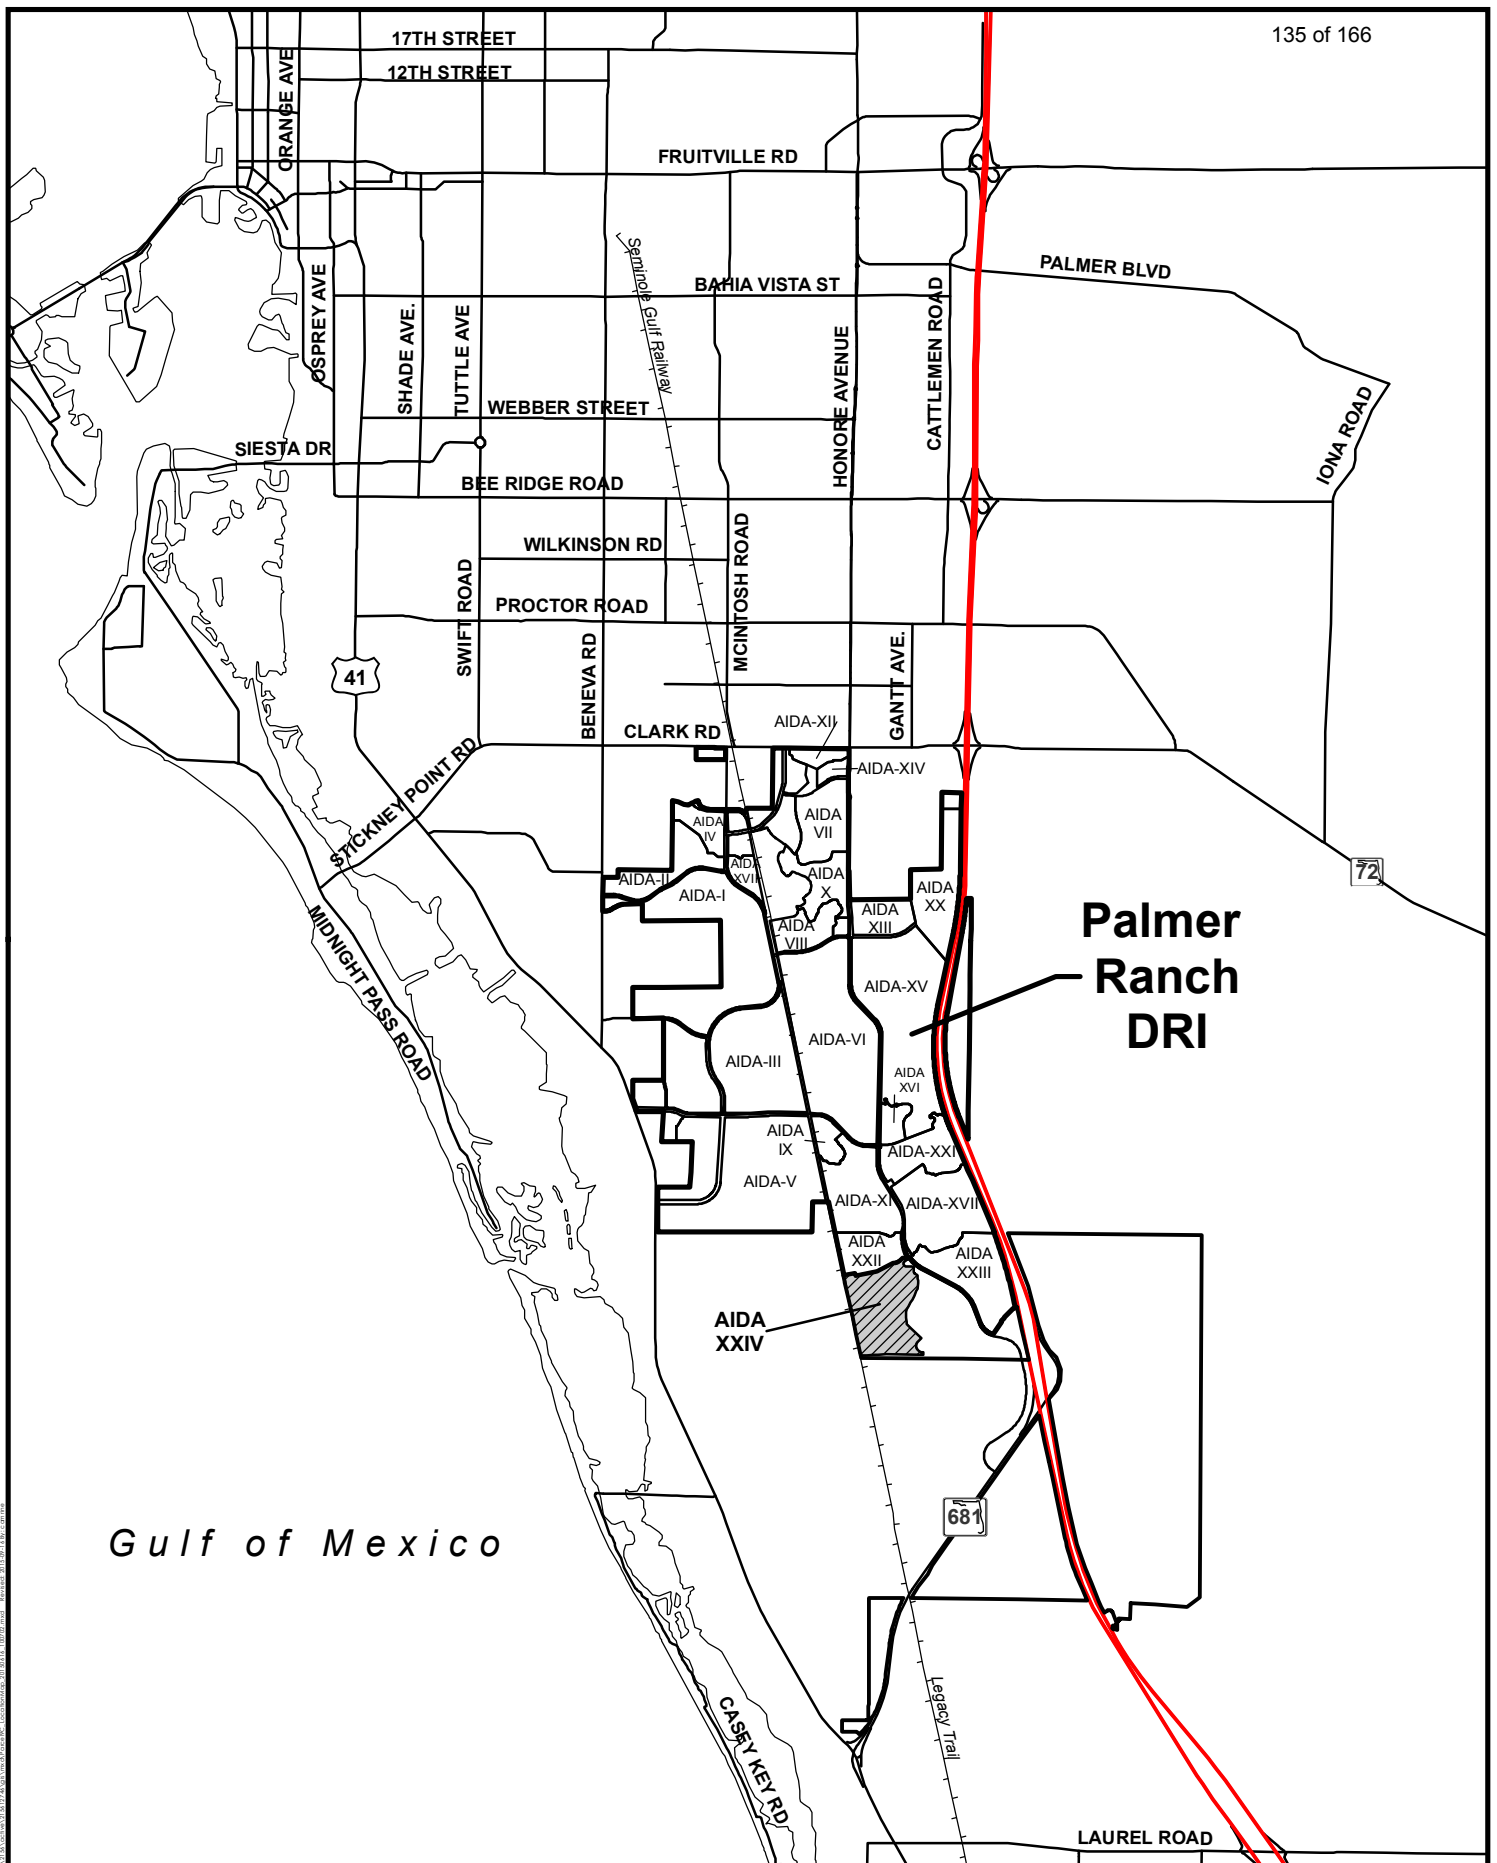 135 of 166
17TH STREET
12TH STREET
ORANGE AVE
FRUITVILLE RD
Seminole Gulf Railway
PALMER BLVD
BAHIA VISTA ST
OSPREY AVE
SHADE AVE.
TUTTLE AVE
HONORE AVENUE
CATTLEMEN ROAD
IONA ROAD
WEBBER STREET
SIESTA DR
BEE RIDGE ROAD
WILKINSON RD
MCINTOSH ROAD
SWIFT ROAD
PROCTOR ROAD
BENEVA RD
GANTT AVE.
41
CLARK RD
AIDA-XII
AIDA-XIV
STICKNEY POINT RD
AIDA
IV
AIDA
VII
72
AIDA
XVII
AIDA-II
AIDA-I
AIDA
X
AIDA
XX
AIDA
XIII
AIDA
VIII
Palmer
Ranch
DRI
MIDNIGHT PASS ROAD
AIDA-XV
AIDA-VI
AIDA-III
AIDA
XVI
AIDA
IX
AIDA-XXI
AIDA-V
AIDA-XI
AIDA-XVII
AIDA
XXII
AIDA
XXIII
AIDA
XXIV
681
Gulf of Mexico
Legacy Trail
CASEY KEY RD
LAUREL ROAD